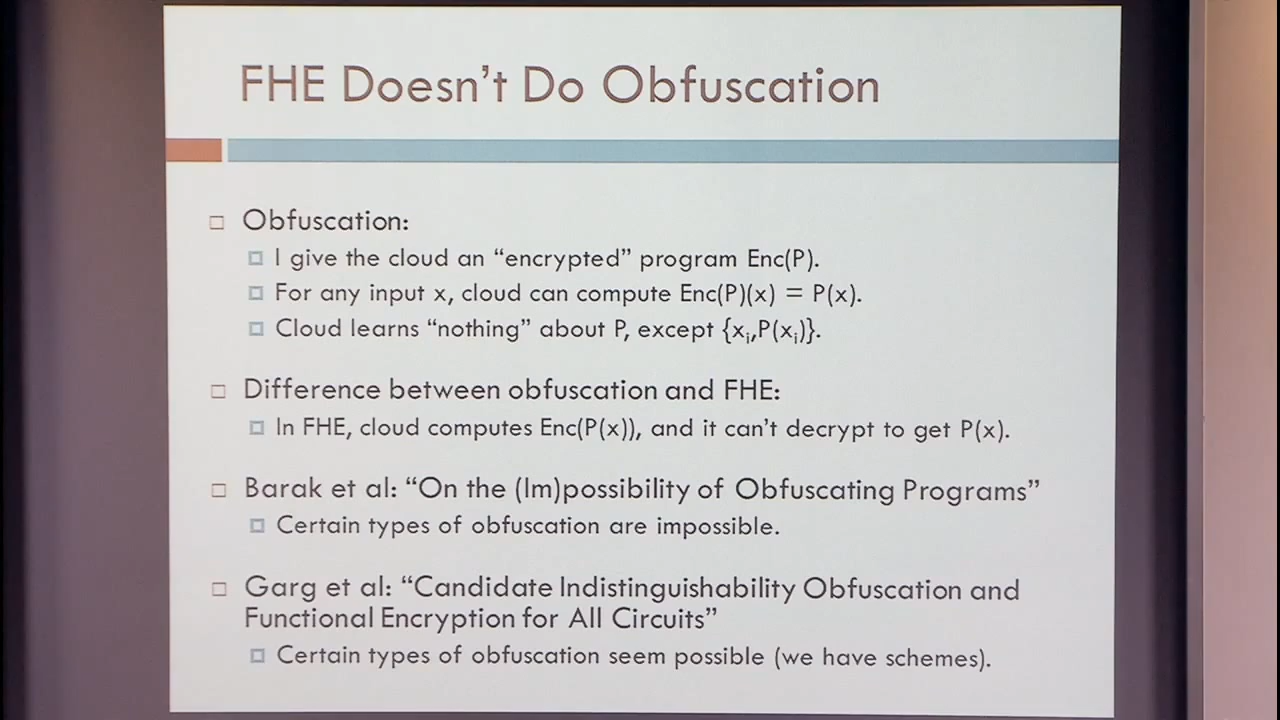 FHE Doesn't Do Obfuscation
Obfuscation:
I give the cloud an “encrypted” program Enc(P).
For any input x, cloud can compute Enc(P)(x) = P(x).
Cloud learns “nothing” about P, except {xᵢ,P(xᵢ)}.
Difference between obfuscation and FHE:
In FHE, cloud computes Enc(P(x)), and it can't decrypt to get P(x).
Barak et al: “On the (Im)possibility of Obfuscating Programs”
Certain types of obfuscation are impossible.
Garg et al: “Candidate Indistinguishability Obfuscation and
Functional Encryption for All Circuits”
Certain types of obfuscation seem possible (we have schemes).